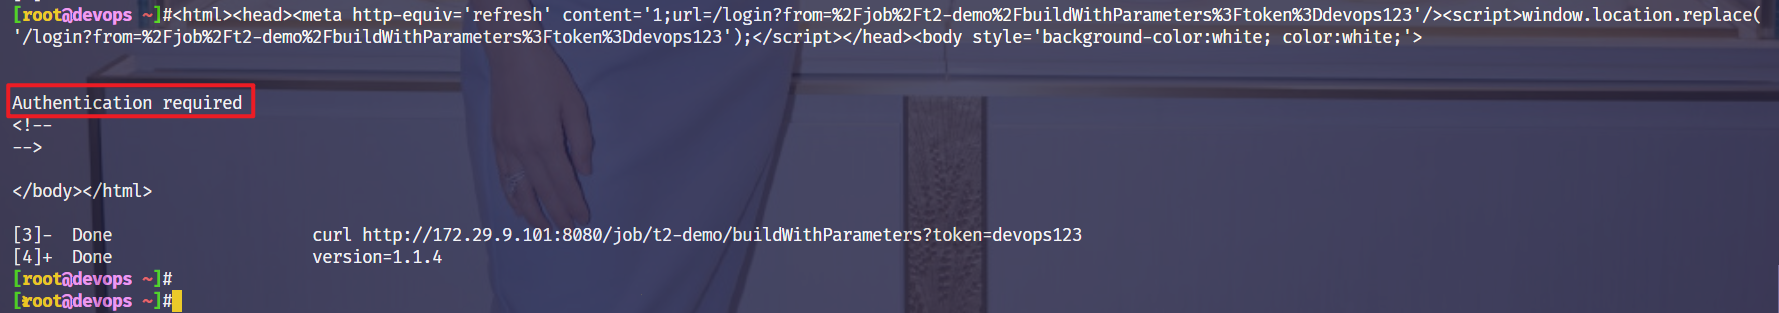 [root@devops ~]#<html><head><meta http-equiv='refresh' content='1;url=/login?from=%2Fjob%2Ft2-demo%2FbuildWithParameters%3Ftoken%3Ddevops123'/><script>window.location.replace(
'/login?from=%2Fjob%2Ft2-demo%2FbuildWithParameters%3Ftoken%3Ddevops123');</script></head><body style='background-color:white; color:white;'>
Authentication required
<!--
-->
</body></html>
[3]-  Done                    curl http://172.29.9.101:8080/job/t2-demo/buildWithParameters?token=devops123
[4]+  Done                    version=1.1.4
[root@devops ~]#
[root@devops ~]#